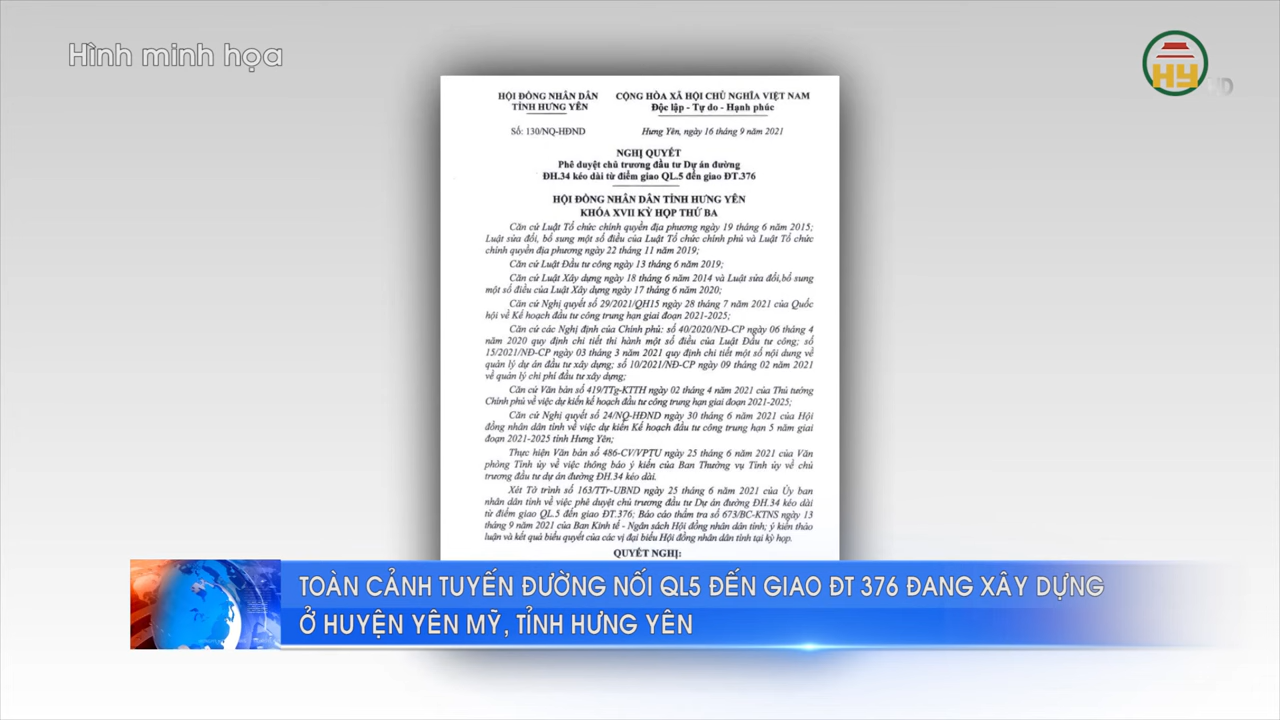 Hình minh họa
HY
HD
HỘI ĐỒNG NHÂN DÂN
TỈNH HƯNG YÊN
CỘNG HÒA XÃ HỘI CHỦ NGHĨA VIỆT NAM
Độc lập - Tự do - Hạnh phúc
Số: 130/NQ-HĐND
Hưng Yên, ngày 16 tháng 9 năm 2021
NGHỊ QUYẾT
Phê duyệt chủ trương đầu tư Dự án đường
ĐH.34 kéo dài từ điểm giao QL.5 đến giao ĐT.376
HỘI ĐỒNG NHÂN DÂN TỈNH HƯNG YÊN
KHÓA XVII KỲ HỌP THỨ BA
Căn cứ Luật Tổ chức chính quyền địa phương ngày 19 tháng 6 năm 2015;
Luật sửa đổi, bổ sung một số điều của Luật Tổ chức chính phủ và Luật Tổ chức
chính quyền địa phương ngày 22 tháng 11 năm 2019;
Căn cứ Luật Đầu tư công ngày 13 tháng 6 năm 2019;
Căn cứ Luật Xây dựng ngày 18 tháng 6 năm 2014 và Luật sửa đổi,bổ sung
một số điều của Luật Xây dựng ngày 17 tháng 6 năm 2020;
Căn cứ Nghị quyết số 29/2021/QH15 ngày 28 tháng 7 năm 2021 của Quốc
hội về Kế hoạch đầu tư công trung hạn giai đoạn 2021-2025;
Căn cứ các Nghị định của Chính phủ: số 40/2020/NĐ-CP ngày 06 tháng 4
năm 2020 quy định chi tiết thi hành một số điều của Luật Đầu tư công; số
15/2021/NĐ-CP ngày 03 tháng 3 năm 2021 quy định chi tiết một số nội dung về
quản lý dự án đầu tư xây dựng; số 10/2021/NĐ-CP ngày 09 tháng 02 năm 2021
về quản lý chi phí đầu tư xây dựng;
Căn cứ Văn bản số 419/TTg-KTTH ngày 02 tháng 4 năm 2021 của Thủ tướng
Chính phủ về việc dự kiến kế hoạch đầu tư công trung hạn giai đoạn 2021-2025;
Căn cứ Nghị quyết số 24/NQ-HĐND ngày 30 tháng 6 năm 2021 của Hội
đồng nhân dân tỉnh về việc dự kiến Kế hoạch đầu tư công trung hạn 5 năm giai
đoạn 2021-2025 tỉnh Hưng Yên;
Thực hiện Văn bản số 486-CV/VPTU ngày 25 tháng 6 năm 2021 của Văn
phòng Tỉnh ủy về việc thông báo ý kiến của Ban Thường vụ Tỉnh ủy về chủ
trương đầu tư dự án đường ĐH.34 kéo dài.
Xét Tờ trình số 163/TTr-UBND ngày 25 tháng 6 năm 2021 của Ủy ban
nhân dân tỉnh về việc phê duyệt chủ trương đầu tư Dự án đường ĐH.34 kéo dài
từ điểm giao QL.5 đến giao ĐT.376; Báo cáo thẩm tra số 673/BC-KTNS ngày 13
tháng 9 năm 2021 của Ban Kinh tế - Ngân sách Hội đồng nhân dân tỉnh; ý kiến thảo
luận và kết quả biểu quyết của các vị đại biểu Hội đồng nhân dân tỉnh tại kỳ họp.
QUYẾT NGHỊ:
TOÀN CẢNH TUYẾN ĐƯỜNG NỐI QL5 ĐẾN GIAO ĐT 376 ĐANG XÂY DỰNG
Ở HUYỆN YÊN MỸ, TỈNH HƯNG YÊN